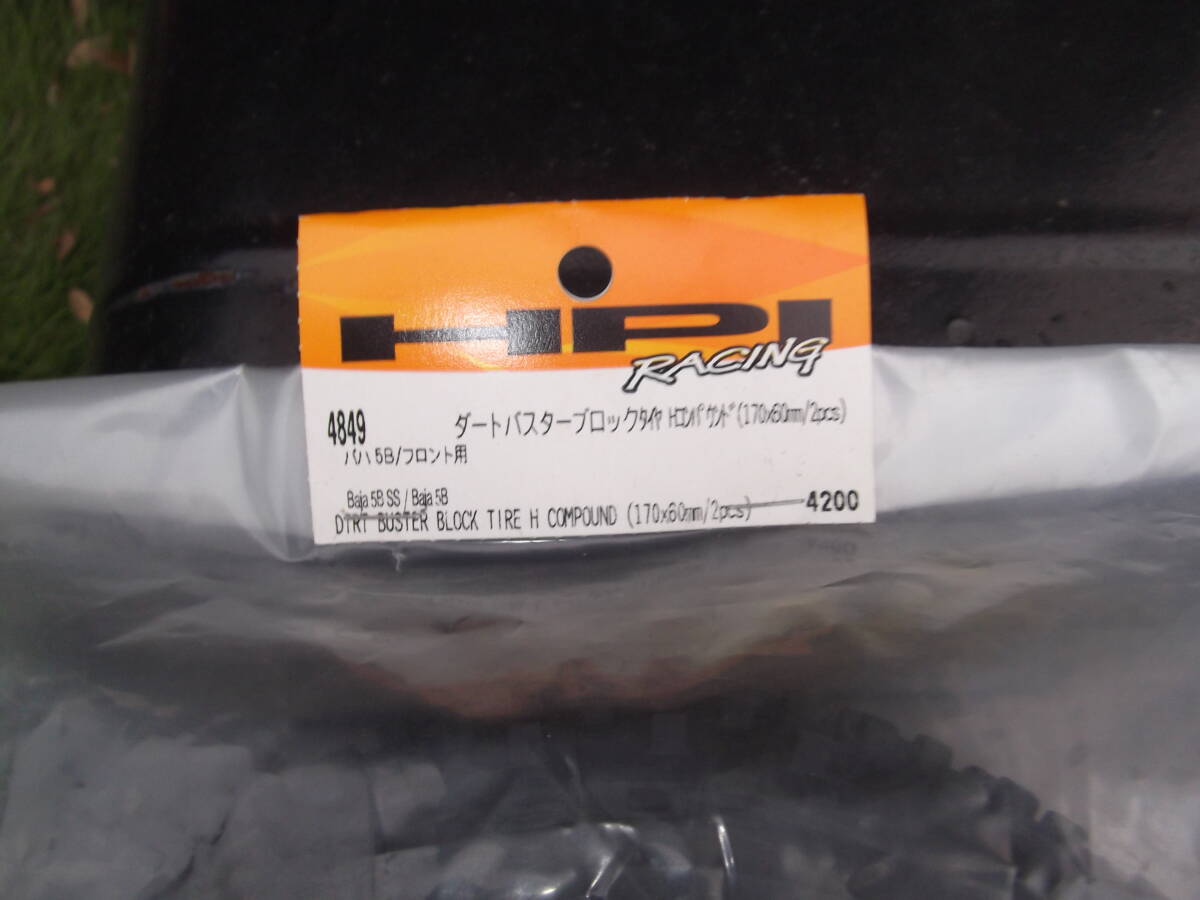 HPI
RACING
4849 ダートバスターブロックタイヤ Hコンパウンド(170x60mm/2pcs)
バハ 5B/フロント用
Baja 5B SS / Baja 5B
DIRT BUSTER BLOCK TIRE H COMPOUND (170x60mm/2pcs) 4200